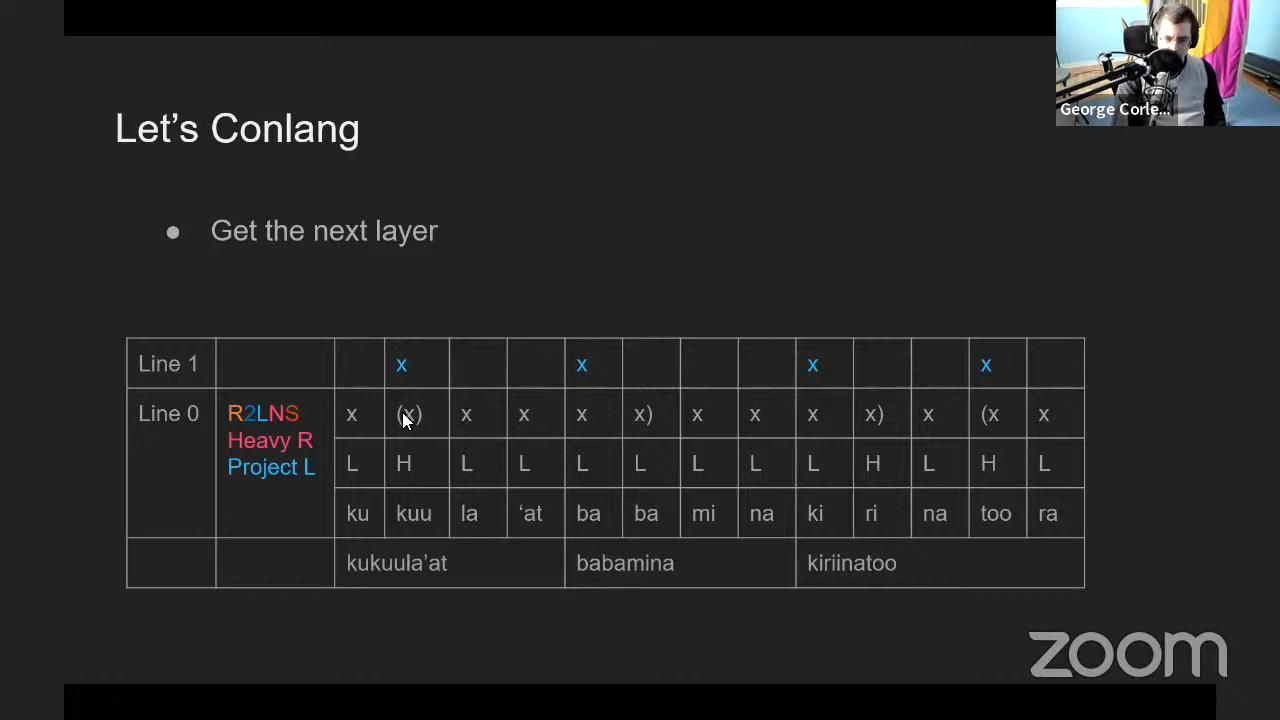 George Corle...
Let's Conlang
● Get the next layer
Line 1 x x x x
Line 0 R2LNS x (x) x x x x) x x x x) x (x x
Heavy R
Project L L H L L L L L L L H L H L
ku kuu la ‘at ba ba mi na ki ri na too ra
kukuula’at babamina kiriinatoo
zoom